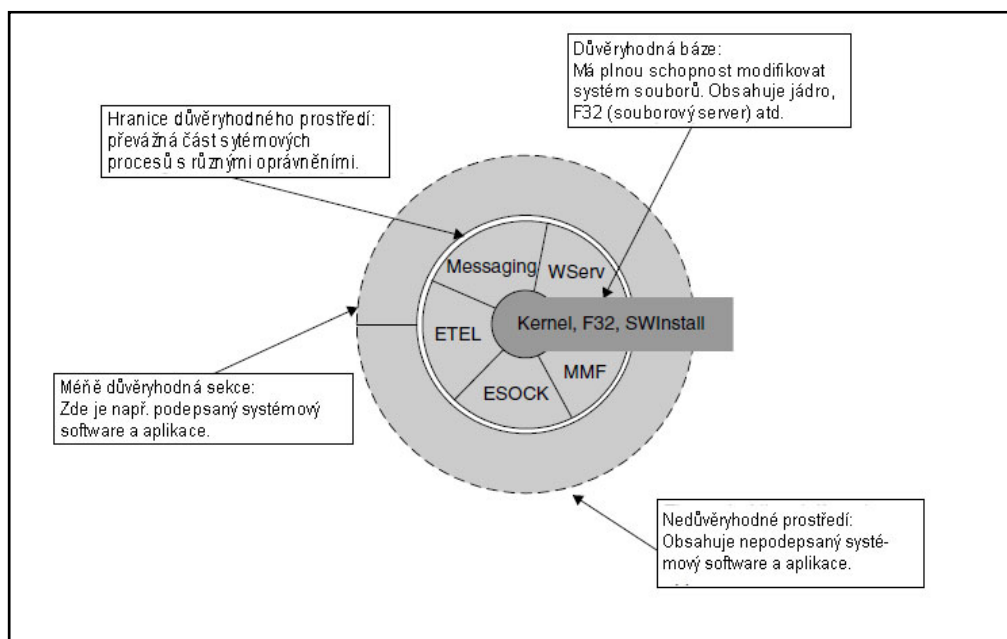 Důvěryhodná báze:
Má plnou schopnost modifikovat
systém souborů. Obsahuje jádro,
F32 (souborový server) atd.
Hranice důvěryhodného prostředí:
převážná část sytémových
procesů s různými oprávněními.
Messaging
WServ
Kernel, F32, SWInstall
ETEL
MMF
ESOCK
Méňě důvěryhodná sekce:
Zde je např. podepsaný systémový
software a aplikace.
Nedůvěryhodné prostředí:
Obsahuje nepodepsaný systé-
mový software a aplikace.